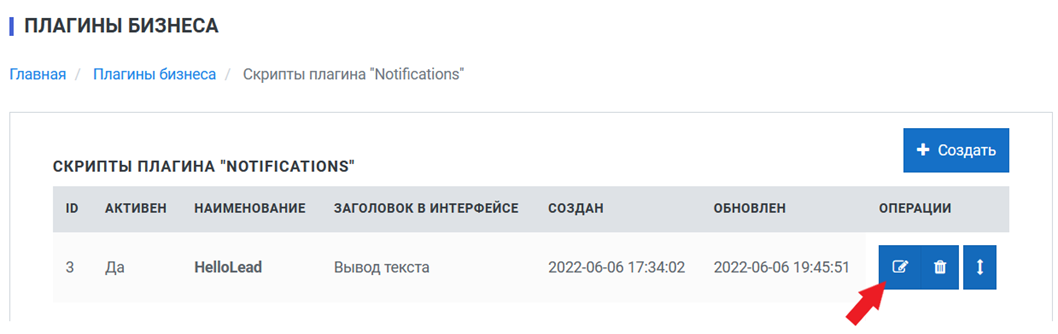 ПЛАГИНЫ БИЗНЕСА
Главная / Плагины бизнеса / Скрипты плагина "Notifications"
+ Создать
СКРИПТЫ ПЛАГИНА "NOTIFICATIONS"
ID АКТИВЕН НАИМЕНОВАНИЕ ЗАГОЛОВОК В ИНТЕРФЕЙСЕ СОЗДАН ОБНОВЛЕН ОПЕРАЦИИ
3 Да HelloLead Вывод текста 2022-06-06 17:34:02 2022-06-06 19:45:51